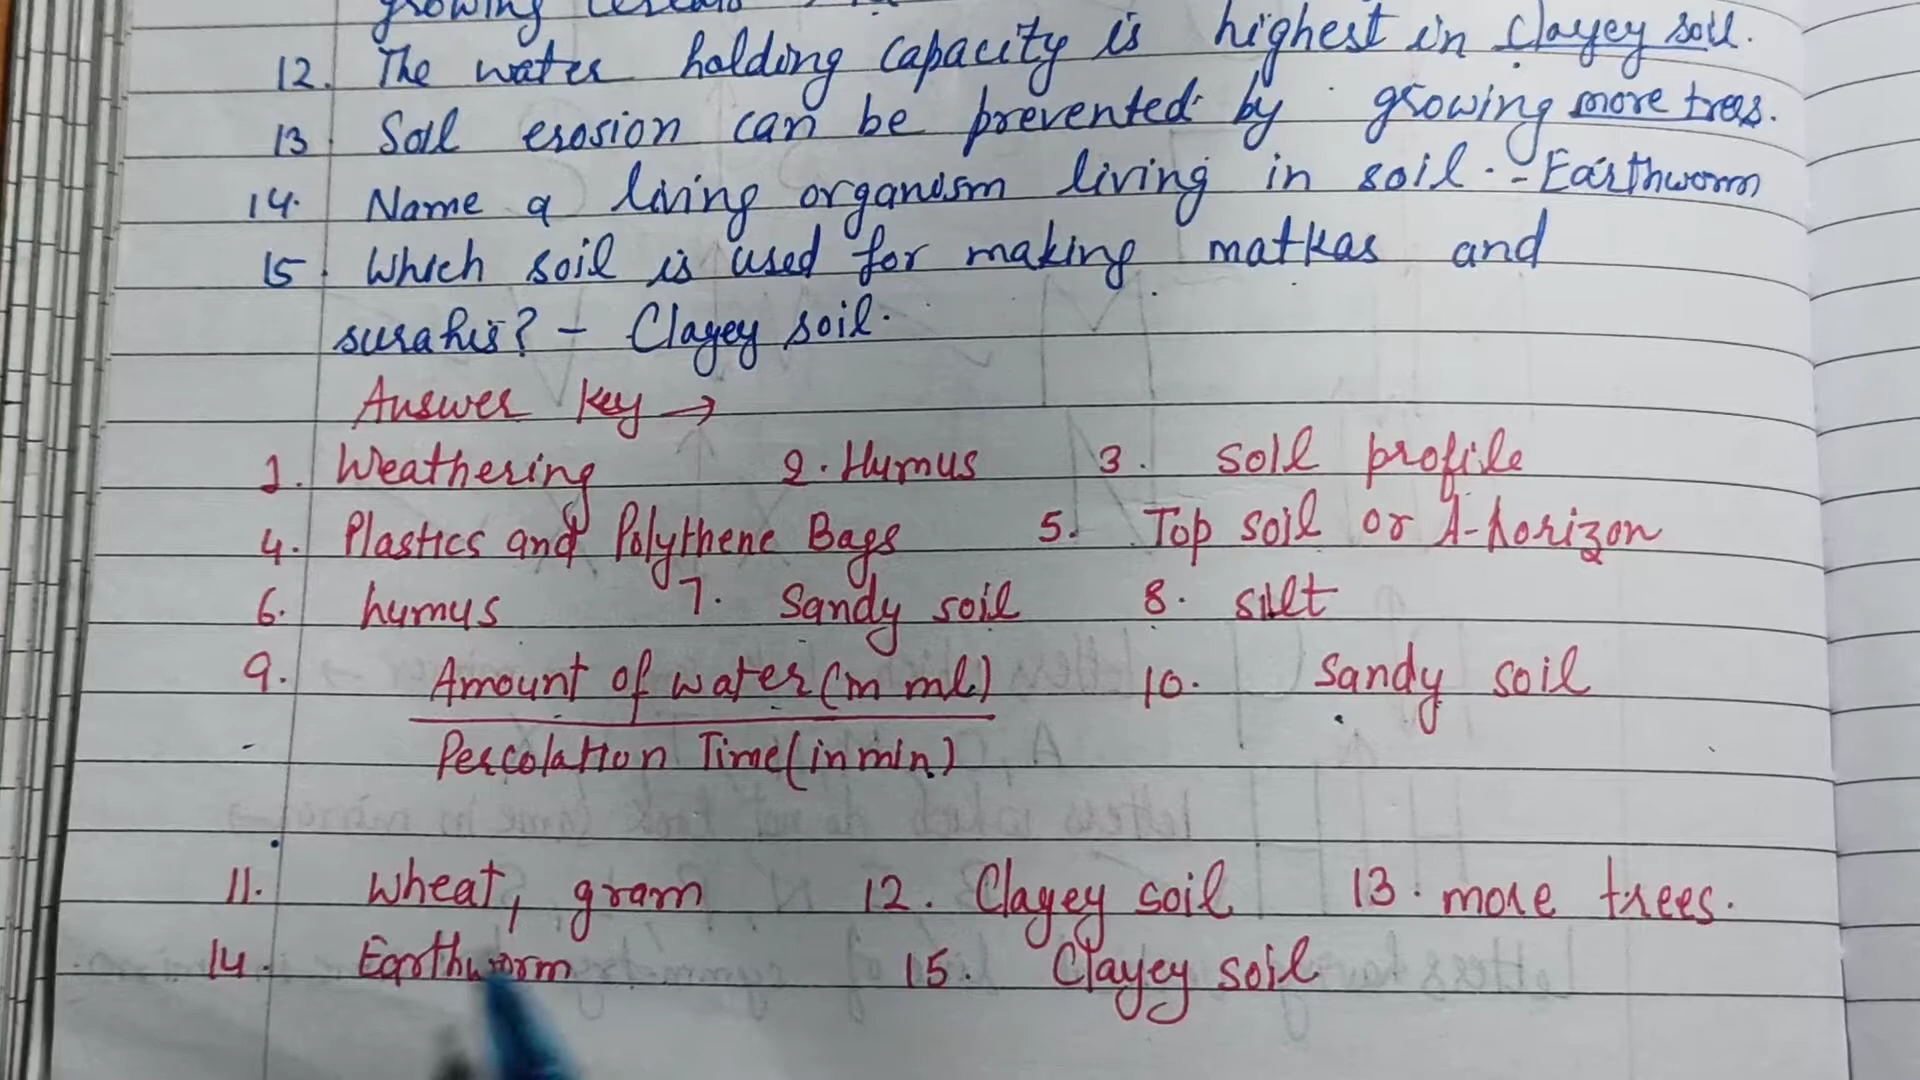 growing cereals
12. The water holding capacity is highest in clayey soil.
13 Soil erosion can be prevented by growing more trees.
14. Name a living organism living in soil. - Earthworm
15. Which soil is used for making matkas and
surahis? - Clayey soil.
Answer key →
1. Weathering 2. Humus 3. Soil profile
4. Plastics and Polythene Bags 5. Top soil or A-horizon
6. humus 7. Sandy soil 8. silt
9. Amount of water (in ml) 10. Sandy soil
Percolation Time (in min)
11. wheat, gram 12. Clayey soil 13. more trees.
14. Earthworm 15. Clayey soil